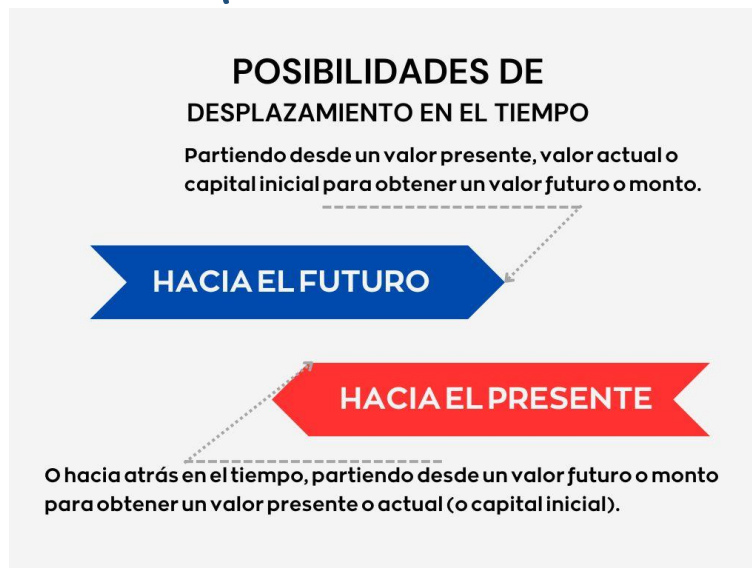 POSIBILIDADES DE
DESPLAZAMIENTO EN EL TIEMPO
Partiendo desde un valor presente, valor actual o
capital inicial para obtener un valor futuro o monto.
HACIA EL FUTURO
HACIA EL PRESENTE
O hacia atrás en el tiempo, partiendo desde un valor futuro o monto
para obtener un valor presente o actual (o capital inicial).